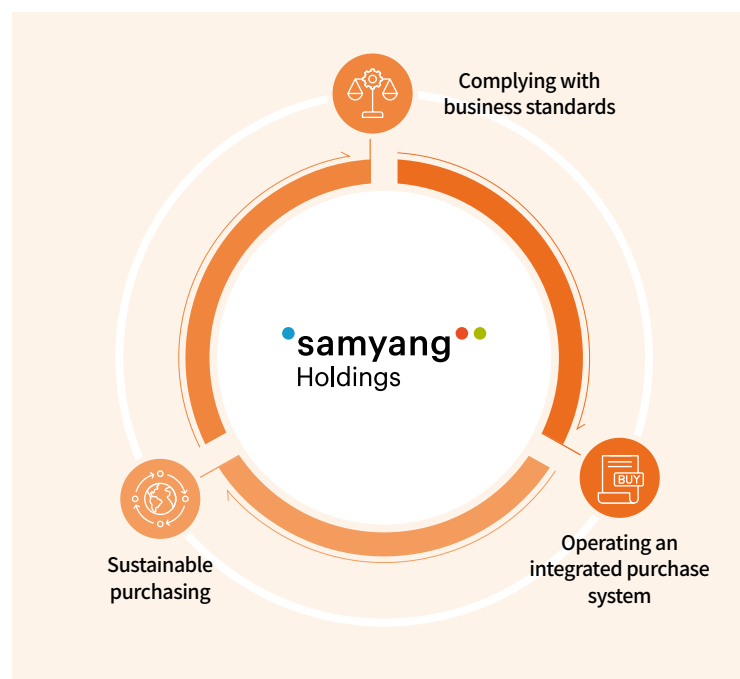 Complying with
business standards
samyang
Holdings
BUY
Operating an
integrated purchase
system
Sustainable
purchasing